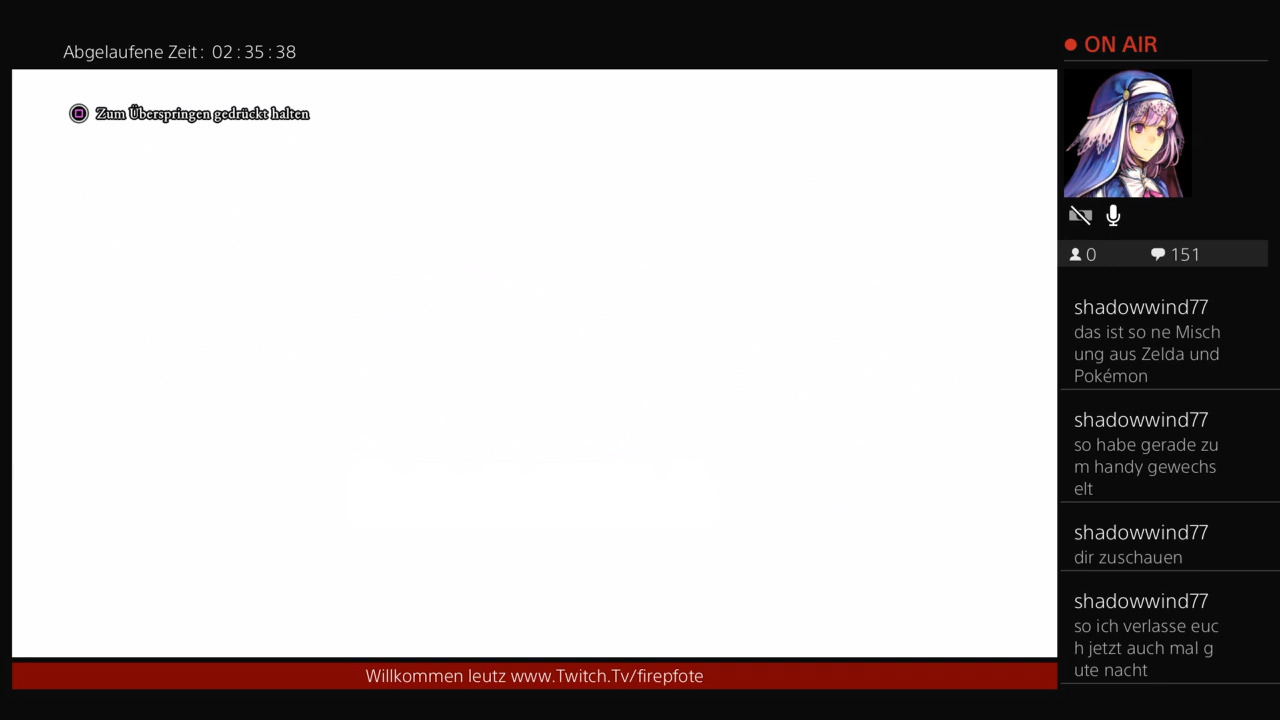 Abgelaufene Zeit: 02:35:38
Zum Überspringen gedrückt halten
ON AIR
0 151
shadowwind77
das ist so ne Misch
ung aus Zelda und
Pokémon
shadowwind77
so habe gerade zu
m handy gewechs
elt
shadowwind77
dir zuschauen
shadowwind77
so ich verlasse euc
h jetzt auch mal g
ute nacht
Willkommen leutz www.Twitch.Tv/firepfote